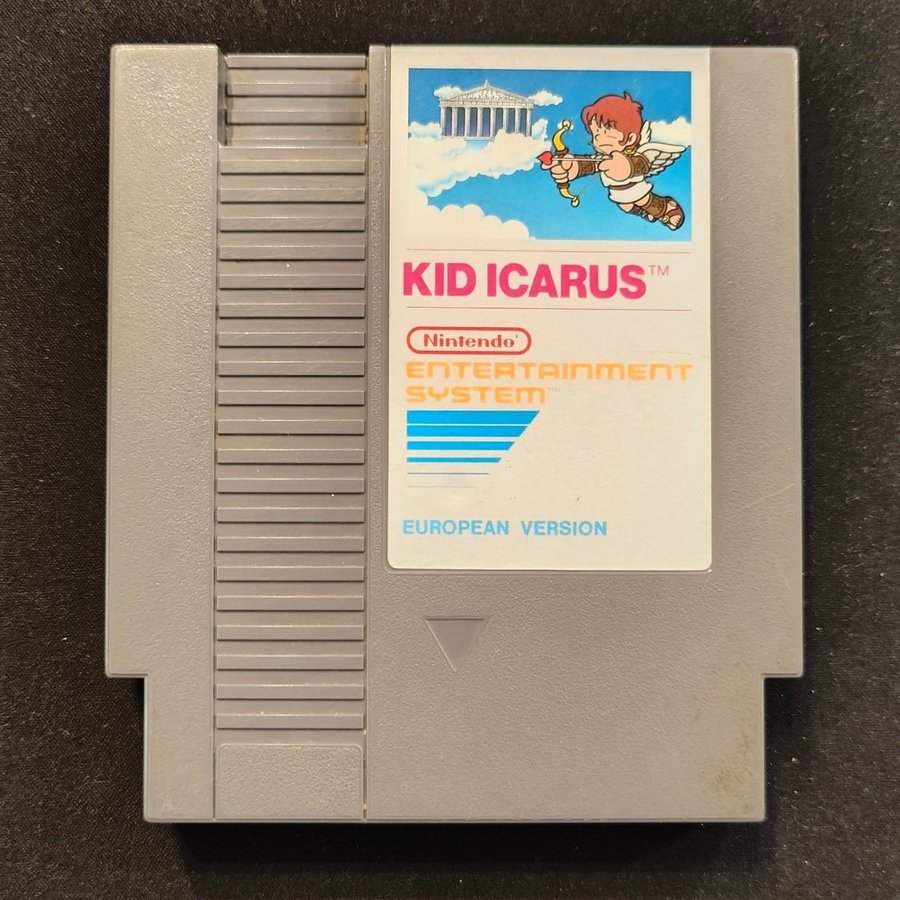 KID ICARUS™
Nintendo®
ENTERTAINMENT
SYSTEM™
EUROPEAN VERSION